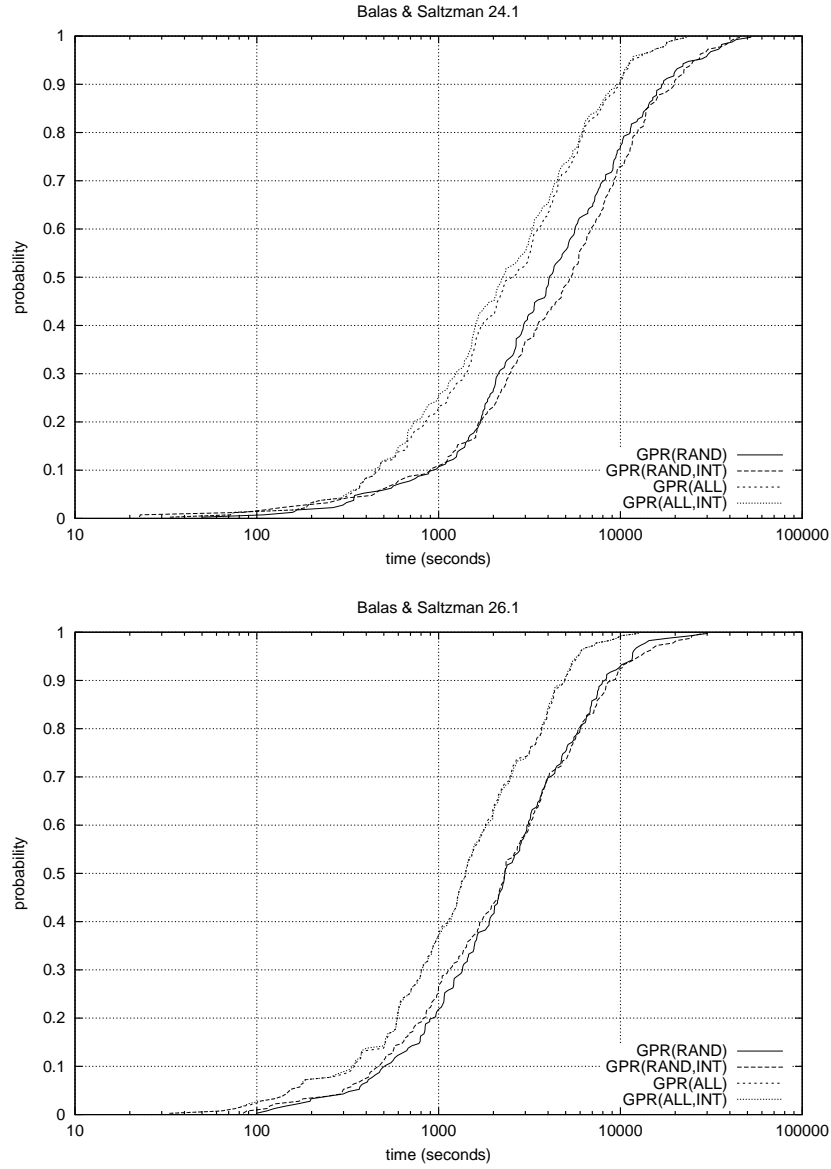 Balas & Saltzman 24.1
1
0.9
0.8
0.7
0.6
0.5
0.4
0.3
0.2
0.1
0
probability
GPR(RAND)
GPR(RAND,INT)
GPR(ALL)
GPR(ALL,INT)
10 100 1000 10000 100000
time (seconds)
Balas & Saltzman 26.1
1
0.9
0.8
0.7
0.6
0.5
0.4
0.3
0.2
0.1
0
probability
GPR(RAND)
GPR(RAND,INT)
GPR(ALL)
GPR(ALL,INT)
10 100 1000 10000 100000
time (seconds)